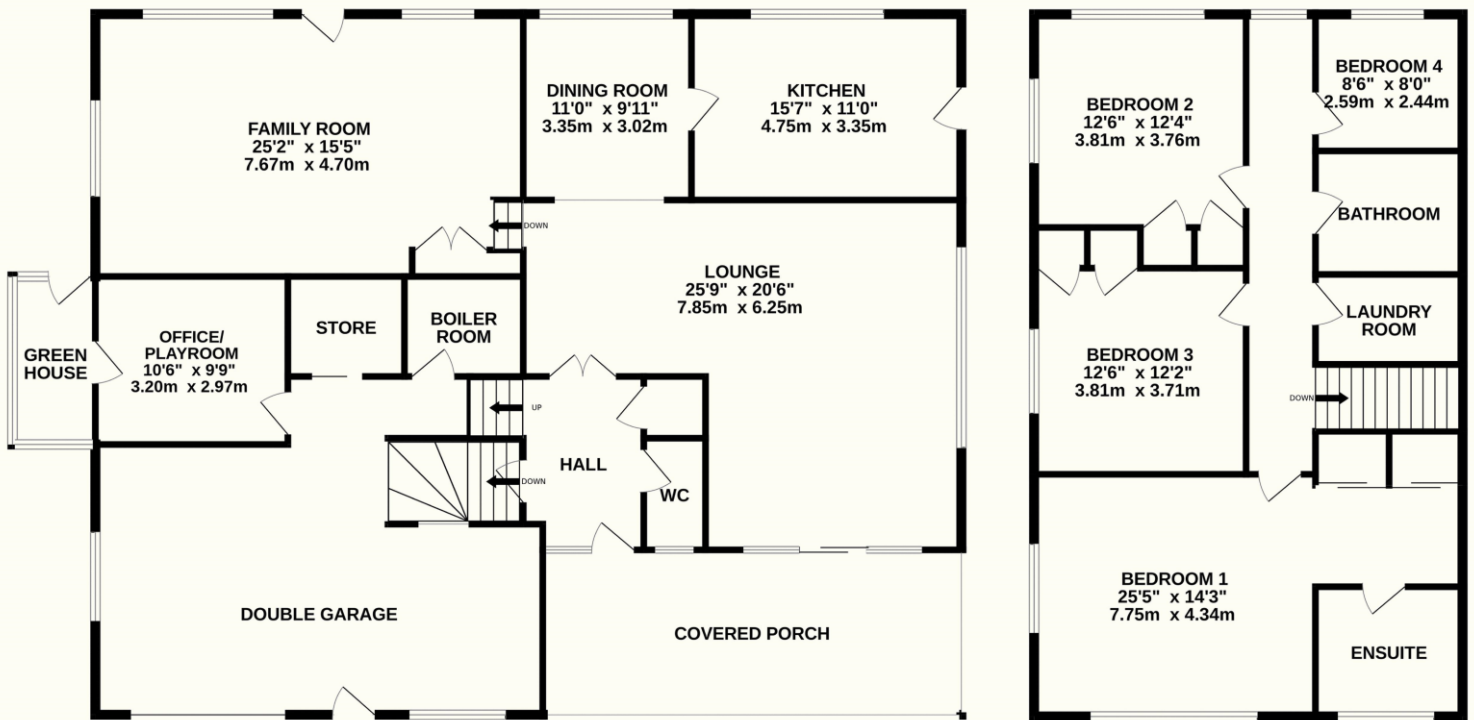 FAMILY ROOM
25'2" x 15'5"
7.67m x 4.70m
DINING ROOM
11'0" x 9'11"
3.35m x 3.02m
KITCHEN
15'7" x 11'0"
4.75m x 3.35m
DOWN
LOUNGE
25'9" x 20'6"
7.85m x 6.25m
GREEN
HOUSE
OFFICE/
PLAYROOM
10'6" x 9'9"
3.20m x 2.97m
STORE
BOILER
ROOM
UP
HALL
DOWN
WC
DOUBLE GARAGE
COVERED PORCH
BEDROOM 2
12'6" x 12'4"
3.81m x 3.76m
BEDROOM 4
8'6" x 8'0"
2.59m x 2.44m
BATHROOM
LAUNDRY
ROOM
BEDROOM 3
12'6" x 12'2"
3.81m x 3.71m
DOWN
BEDROOM 1
25'5" x 14'3"
7.75m x 4.34m
ENSUITE